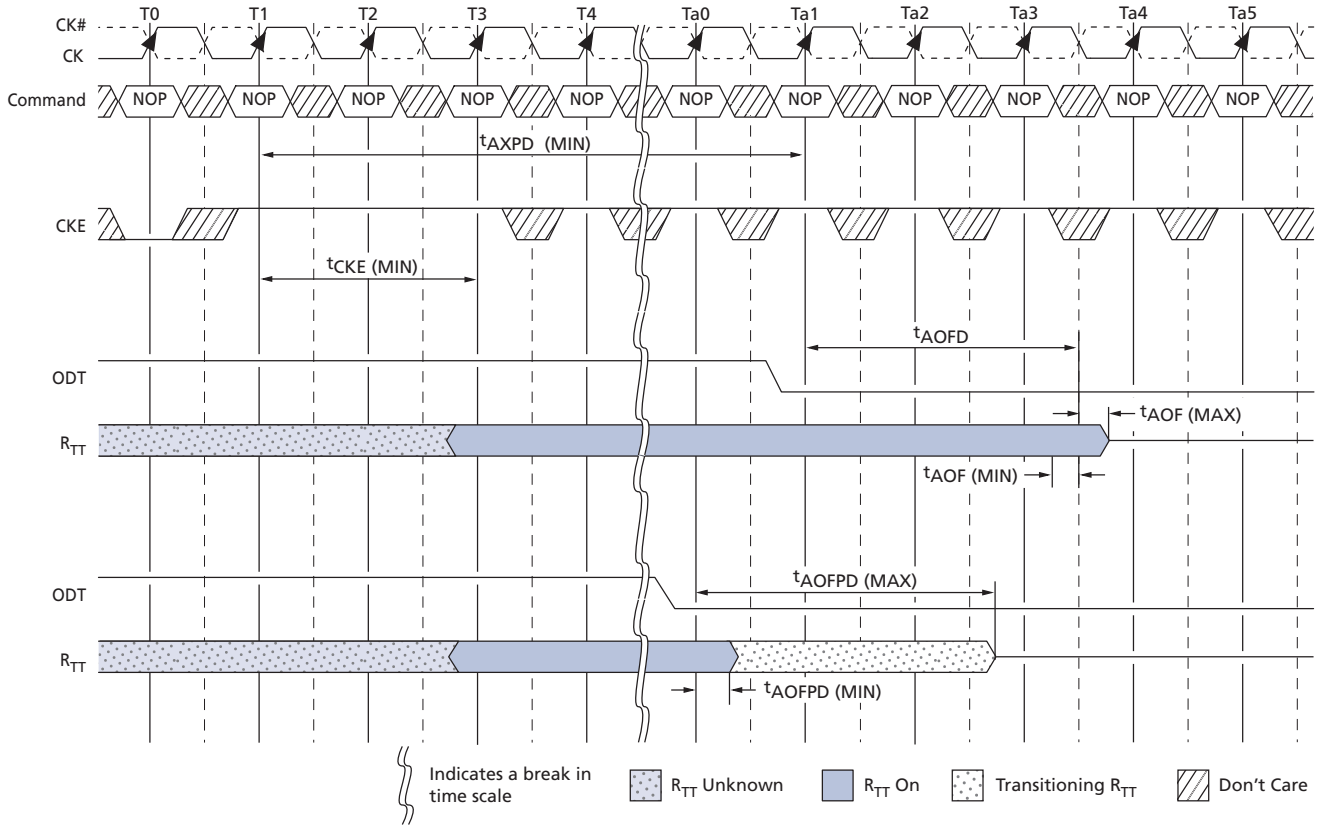 T0 T1 T2 T3 T4 Ta0 Ta1 Ta2 Ta3 Ta4 Ta5
CK#
CK
Command NOP NOP NOP NOP NOP NOP NOP NOP NOP NOP NOP
tAXPD (MIN)
CKE
tCKE (MIN)
tAOFD
ODT
tAOF (MAX)
RTT
tAOF (MIN)
tAOFPD (MAX)
ODT
RTT
tAOFPD (MIN)
Indicates a break in
time scale
RTT Unknown
RTT On
Transitioning RTT
Don't Care